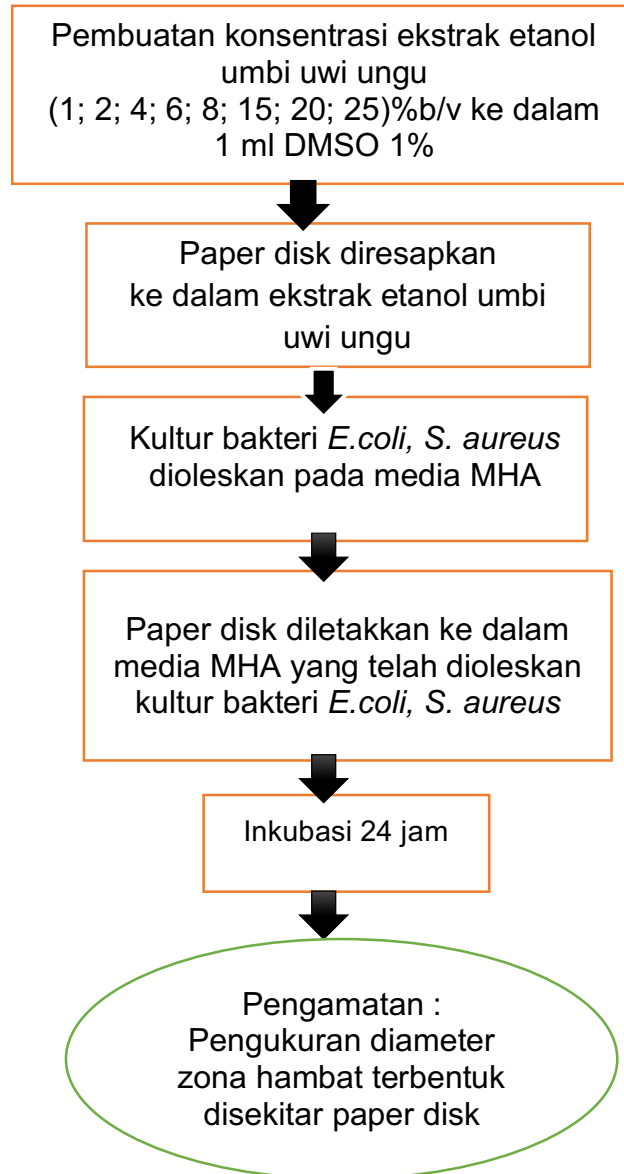 Pembuatan konsentrasi ekstrak etanol
umbi uwi ungu
(1; 2; 4; 6; 8; 15; 20; 25)%b/v ke dalam
1 ml DMSO 1%
Paper disk diresapkan
ke dalam ekstrak etanol umbi
uwi ungu
Kultur bakteri E.coli, S. aureus
dioleskan pada media MHA
Paper disk diletakkan ke dalam
media MHA yang telah dioleskan
kultur bakteri E.coli, S. aureus
Inkubasi 24 jam
Pengamatan :
Pengukuran diameter
zona hambat terbentuk
disekitar paper disk